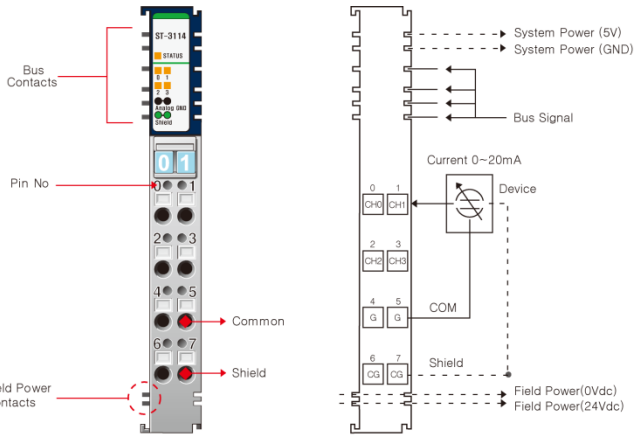 ST-3114
STATUS
0 1
2 3
Analog GND
Shield
Bus
Contacts
0 1
Pin No
0 1
2 3
4 5
Common
6 7
Shield
eld Power
ontacts
System Power (5V)
System Power (GND)
Bus Signal
Current 0~20mA
Device
0 1
CH0 CH1
2 3
CH2 CH3
4 5
G G
COM
6 7
CG CG
Shield
Field Power(0Vdc)
Field Power(24Vdc)